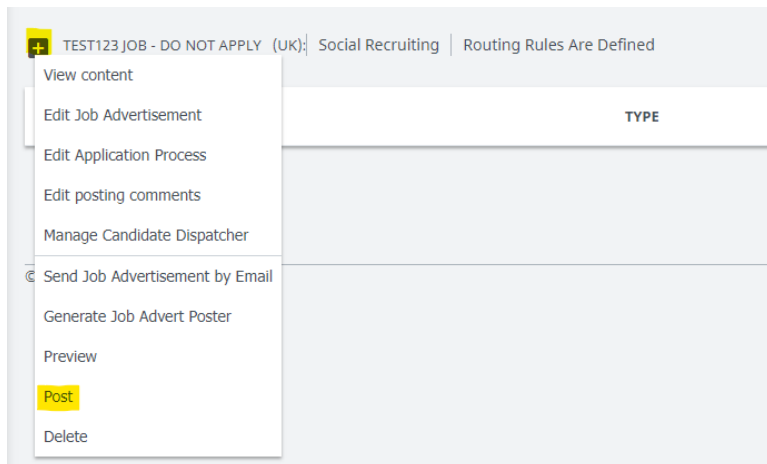 TEST123 JOB - DO NOT APPLY (UK): Social Recruiting Routing Rules Are Defined
View content
Edit Job Advertisement
TYPE
Edit Application Process
Edit posting comments
Manage Candidate Dispatcher
©
Send Job Advertisement by Email
Generate Job Advert Poster
Preview
Post
Delete